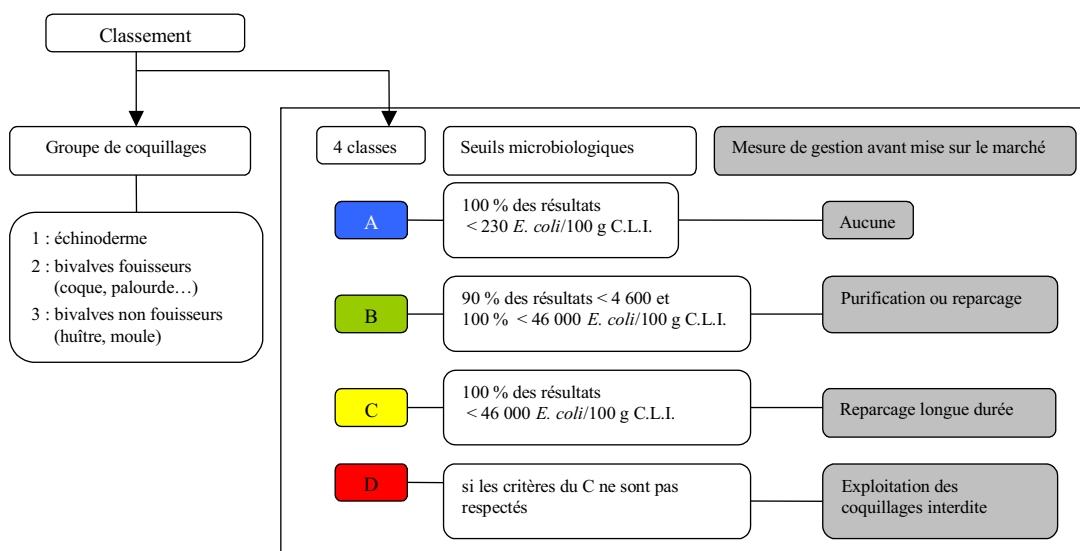 Classement
Groupe de coquillages
1 : échinoderme
2 : bivalves fouisseurs
(coque, palourde…)
3 : bivalves non fouisseurs
(huître, moule)
4 classes
Seuils microbiologiques
Mesure de gestion avant mise sur le marché
A
100 % des résultats
< 230 E. coli/100 g C.L.I.
Aucune
B
90 % des résultats < 4 600 et
100 % < 46 000 E. coli/100 g C.L.I.
Purification ou reparcage
C
100 % des résultats
< 46 000 E. coli/100 g C.L.I.
Reparcage longue durée
D
si les critères du C ne sont pas
respectés
Exploitation des
coquillages interdite